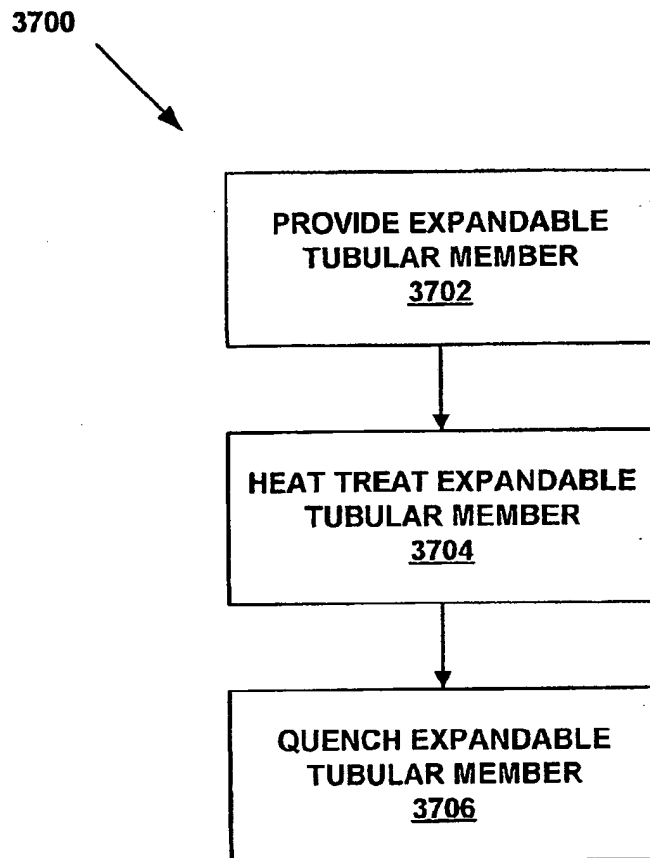 3700
PROVIDE EXPANDABLE
TUBULAR MEMBER
3702
HEAT TREAT EXPANDABLE
TUBULAR MEMBER
3704
QUENCH EXPANDABLE
TUBULAR MEMBER
3706